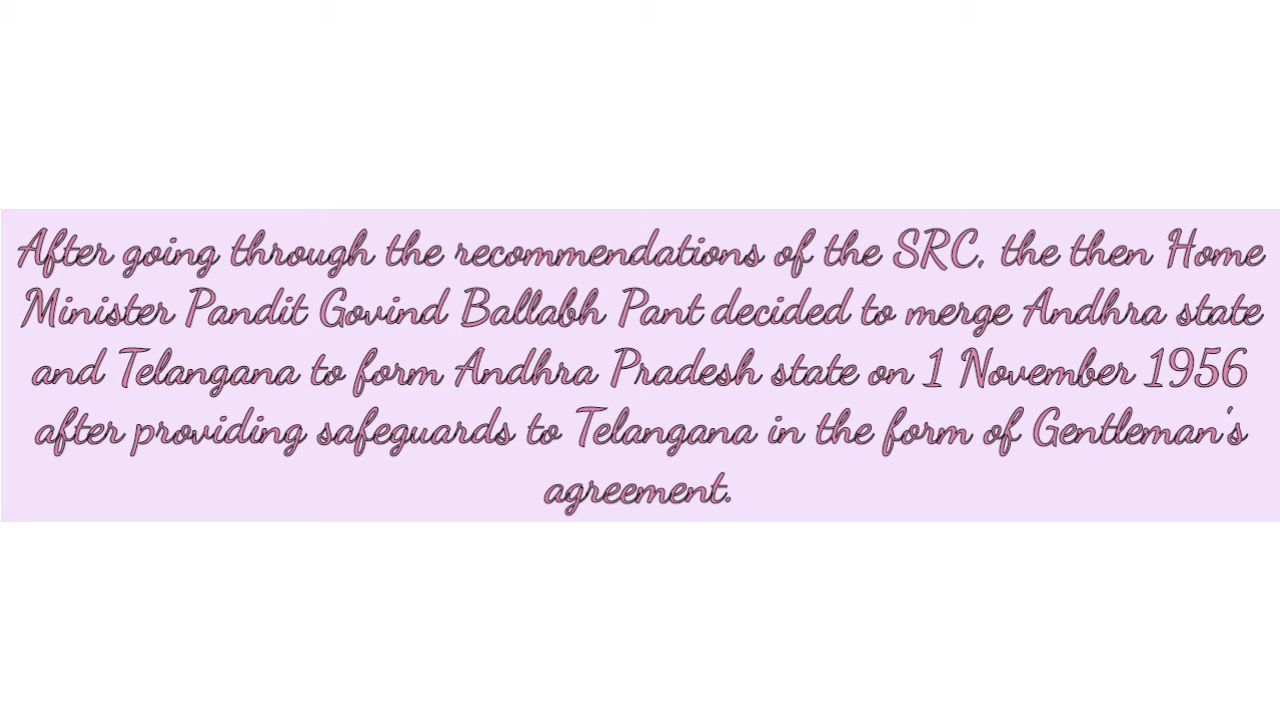 After going through the recommendations of the SRC, the then Home
Minister Pandit Govind Ballabh Pant decided to merge Andhra state
and Telangana to form Andhra Pradesh state on 1 November 1956
after providing safeguards to Telangana in the form of Gentleman's
agreement.